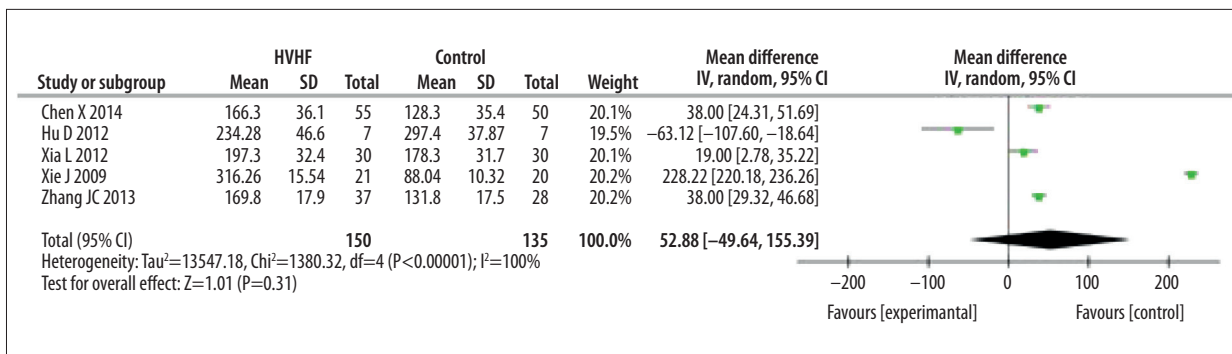 HVHF Control Mean difference Mean difference
Study or subgroup Mean SD Total Mean SD Total Weight IV, random, 95% CI IV, random, 95% CI
Chen X 2014 166.3 36.1 55 128.3 35.4 50 20.1% 38.00 [24.31, 51.69]
Hu D 2012 234.28 46.6 7 297.4 37.87 7 19.5% −63.12 [−107.60, −18.64]
Xia L 2012 197.3 32.4 30 178.3 31.7 30 20.1% 19.00 [2.78, 35.22]
Xie J 2009 316.26 15.54 21 88.04 10.32 20 20.2% 228.22 [220.18, 236.26]
Zhang JC 2013 169.8 17.9 37 131.8 17.5 28 20.2% 38.00 [29.32, 46.68]
Total (95% CI) 150 135 100.0% 52.88 [−49.64, 155.39]
Heterogeneity: Tau²=13547.18, Chi²=1380.32, df=4 (P<0.00001); I²=100%
Test for overall effect: Z=1.01 (P=0.31)
−200 −100 0 100 200
Favours [experimantal] Favours [control]